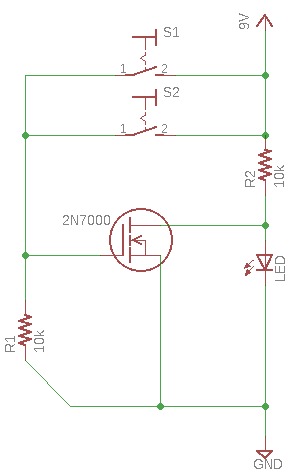 S1
9V
1 2
S2
1 2
R2
10k
2N7000
LED
R1
10k
GND